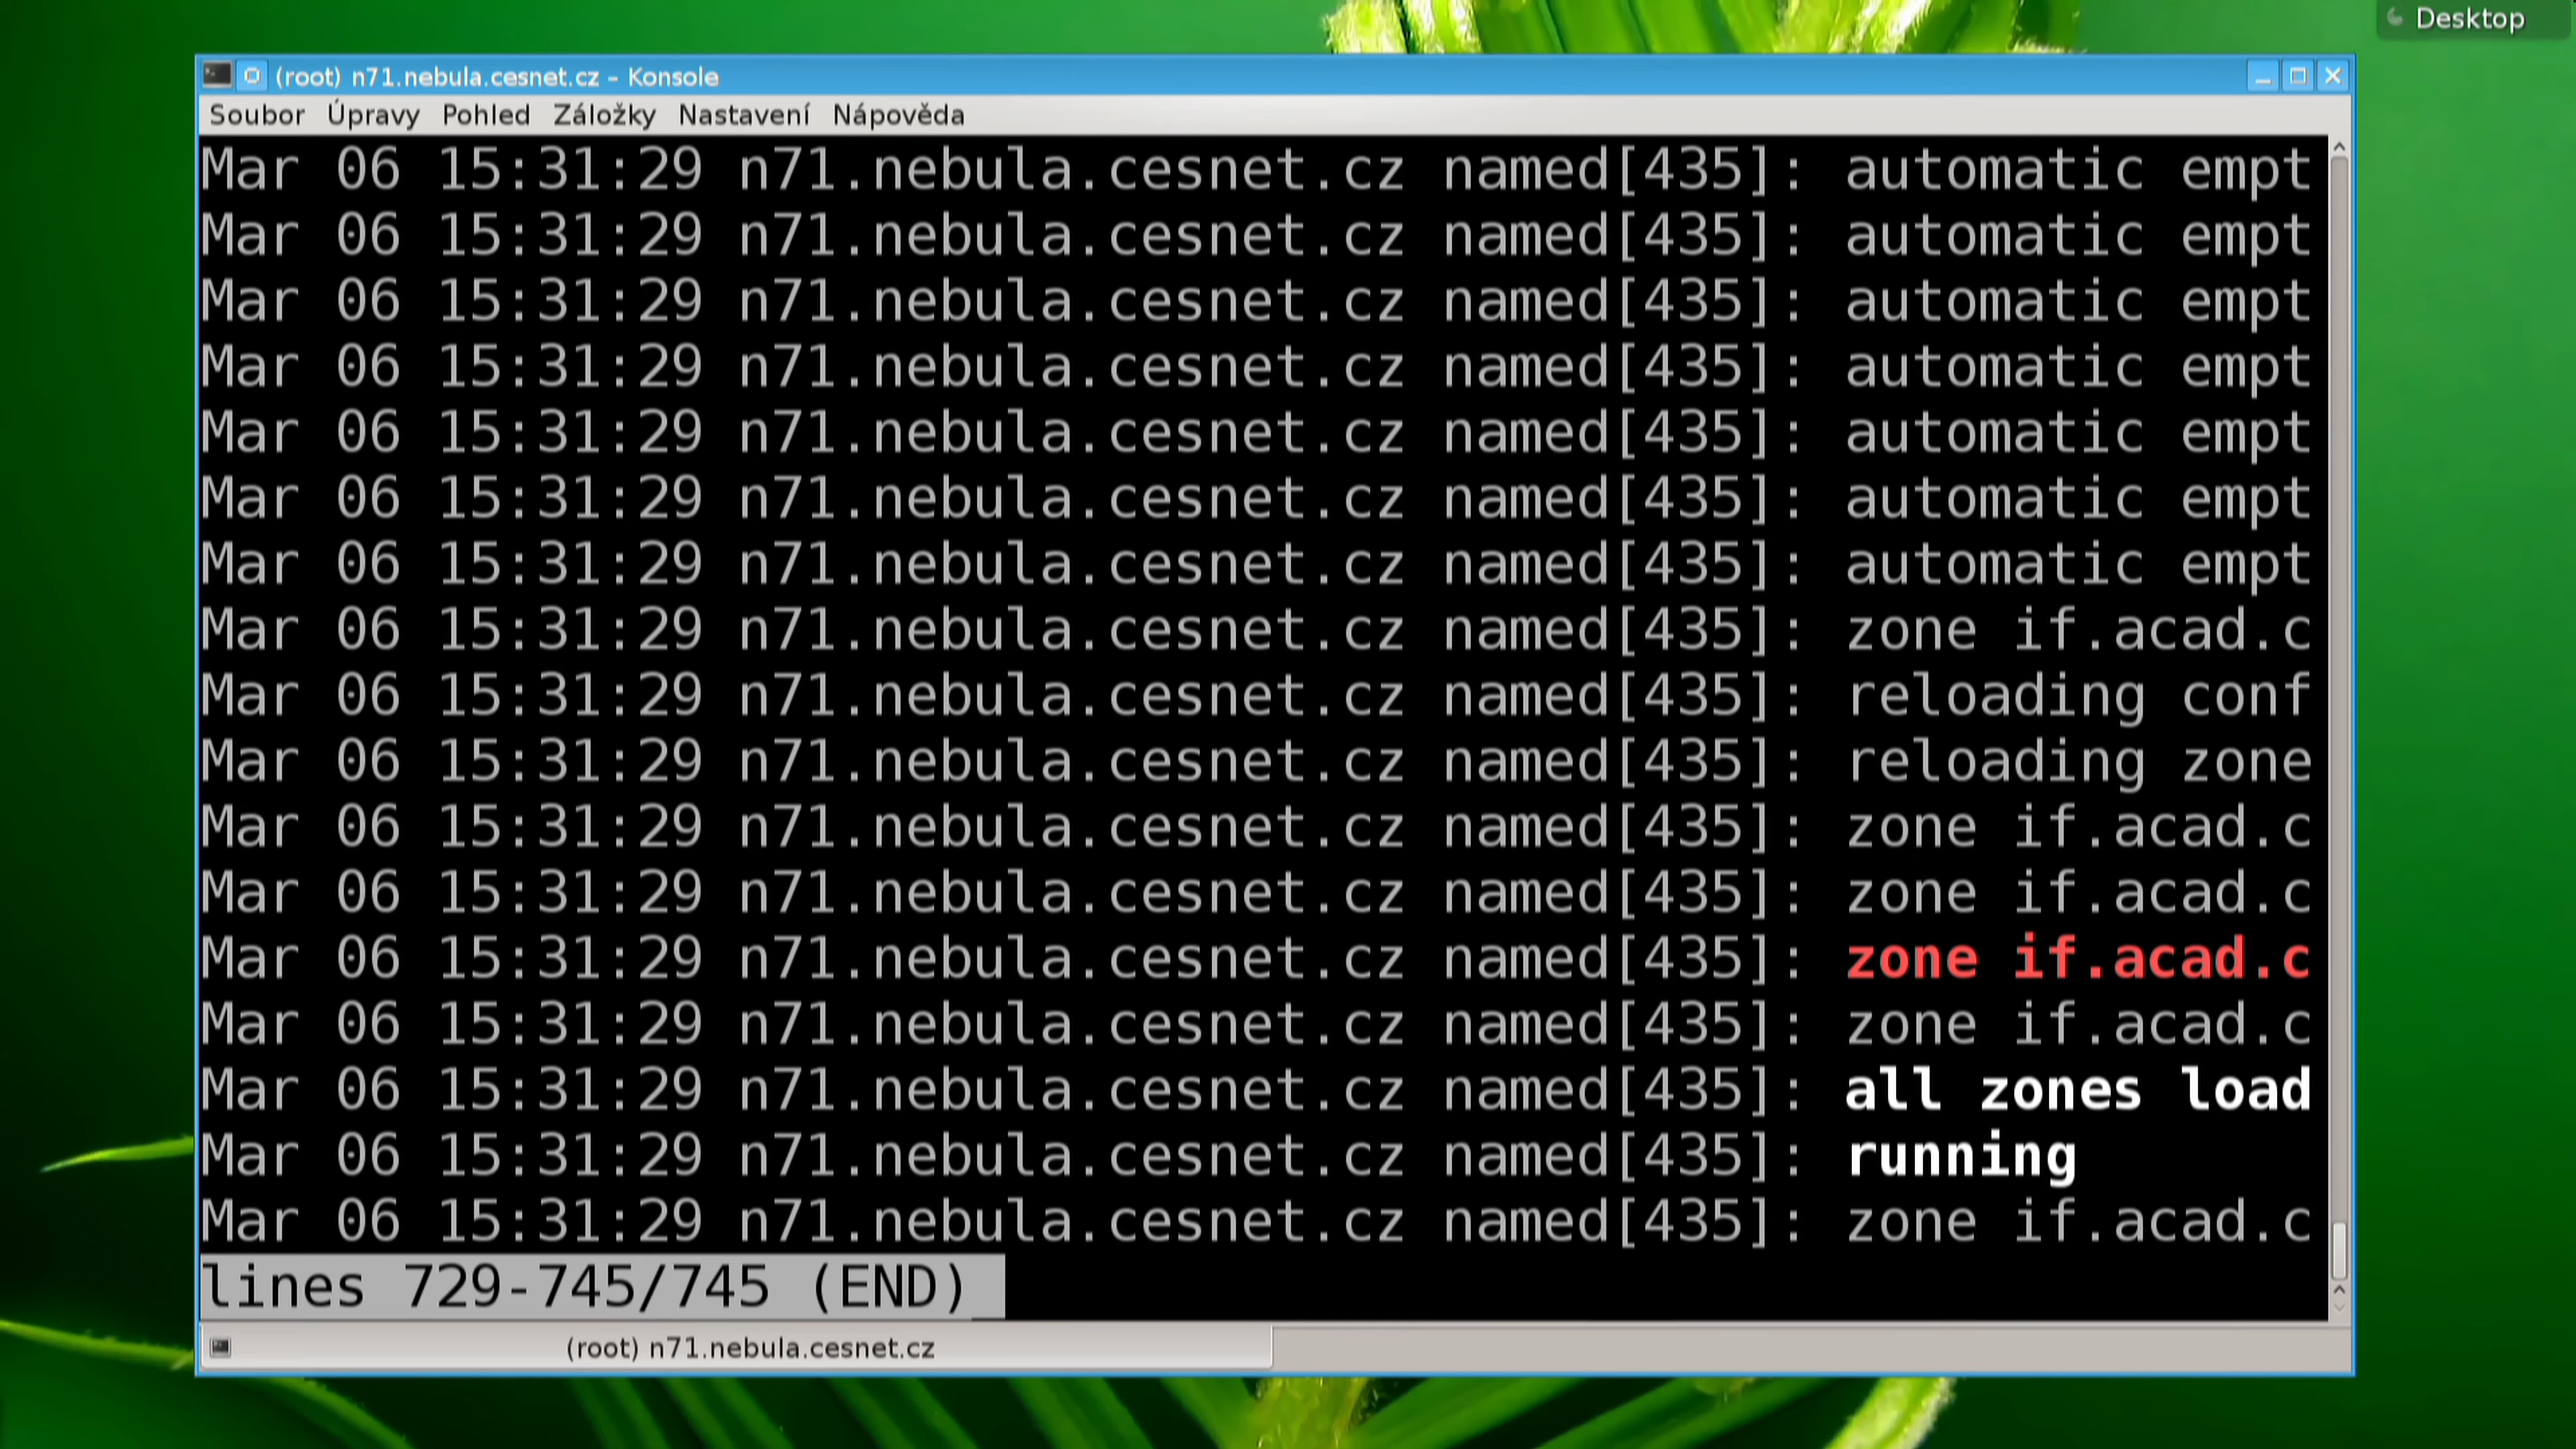 Desktop
(root) n71.nebula.cesnet.cz – Konsole
Soubor Úpravy Pohled Záložky Nastavení Nápověda
Mar 06 15:31:29 n71.nebula.cesnet.cz named[435]: automatic empt
Mar 06 15:31:29 n71.nebula.cesnet.cz named[435]: automatic empt
Mar 06 15:31:29 n71.nebula.cesnet.cz named[435]: automatic empt
Mar 06 15:31:29 n71.nebula.cesnet.cz named[435]: automatic empt
Mar 06 15:31:29 n71.nebula.cesnet.cz named[435]: automatic empt
Mar 06 15:31:29 n71.nebula.cesnet.cz named[435]: automatic empt
Mar 06 15:31:29 n71.nebula.cesnet.cz named[435]: automatic empt
Mar 06 15:31:29 n71.nebula.cesnet.cz named[435]: zone if.acad.c
Mar 06 15:31:29 n71.nebula.cesnet.cz named[435]: reloading conf
Mar 06 15:31:29 n71.nebula.cesnet.cz named[435]: reloading zone
Mar 06 15:31:29 n71.nebula.cesnet.cz named[435]: zone if.acad.c
Mar 06 15:31:29 n71.nebula.cesnet.cz named[435]: zone if.acad.c
Mar 06 15:31:29 n71.nebula.cesnet.cz named[435]: zone if.acad.c
Mar 06 15:31:29 n71.nebula.cesnet.cz named[435]: zone if.acad.c
Mar 06 15:31:29 n71.nebula.cesnet.cz named[435]: all zones load
Mar 06 15:31:29 n71.nebula.cesnet.cz named[435]: running
Mar 06 15:31:29 n71.nebula.cesnet.cz named[435]: zone if.acad.c
lines 729-745/745 (END)
(root) n71.nebula.cesnet.cz